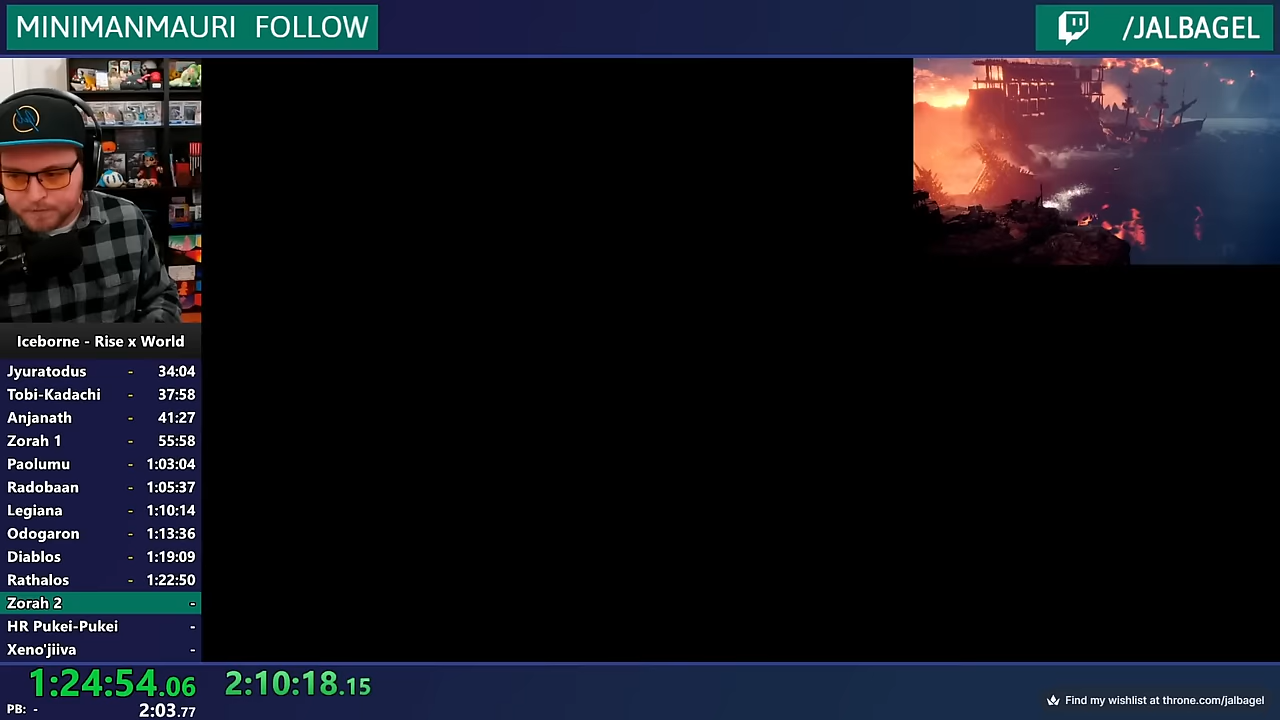 MINIMANMAURI FOLLOW
/JALBAGEL
Iceborne - Rise x World
Jyuratodus - 34:04
Tobi-Kadachi - 37:58
Anjanath - 41:27
Zorah 1 - 55:58
Paolumu - 1:03:04
Radobaan - 1:05:37
Legiana - 1:10:14
Odogaron - 1:13:36
Diablos - 1:19:09
Rathalos - 1:22:50
Zorah 2 -
HR Pukei-Pukei -
Xeno'jiiva -
1:24:54.06 2:10:18.15
PB: - 2:03.77
Find my wishlist at throne.com/jalbagel